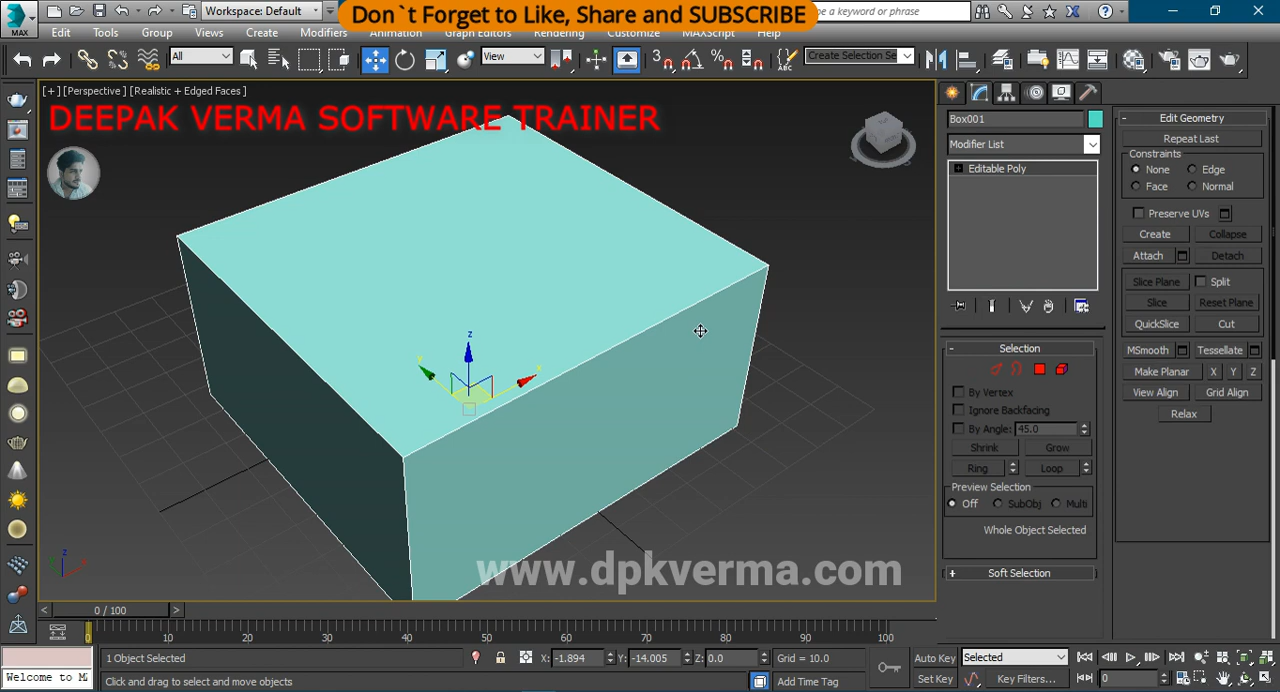 Workspace: Default
Don`t Forget to Like, Share and SUBSCRIBE
a keyword or phrase
MAX
Edit Tools Group Views Create Modifiers Animation Graph Editors Rendering Customize MAXScript Help
All View Create Selection Se
[+] [Perspective] [Realistic + Edged Faces]
DEEPAK VERMA SOFTWARE TRAINER
Box001
Modifier List
Editable Poly
Edit Geometry
Repeat Last
Constraints
None Edge
Face Normal
Preserve UVs
Create Collapse
Attach Detach
Slice Plane Split
Slice Reset Plane
QuickSlice Cut
MSmooth Tessellate
Make Planar X Y Z
View Align Grid Align
Relax
Selection
By Vertex
Ignore Backfacing
By Angle: 45.0
Shrink Grow
Ring Loop
Preview Selection
Off SubObj Multi
Whole Object Selected
Soft Selection
z
y
x
z
www.dpkverma.com
0 / 100
0 10 20 30 40 50 60 70 80 90 100
1 Object Selected X: -1.894 Y: -14.005 Z: 0.0 Grid = 10.0 Auto Key Selected
Welcome to M Click and drag to select and move objects Add Time Tag Set Key Key Filters... 0